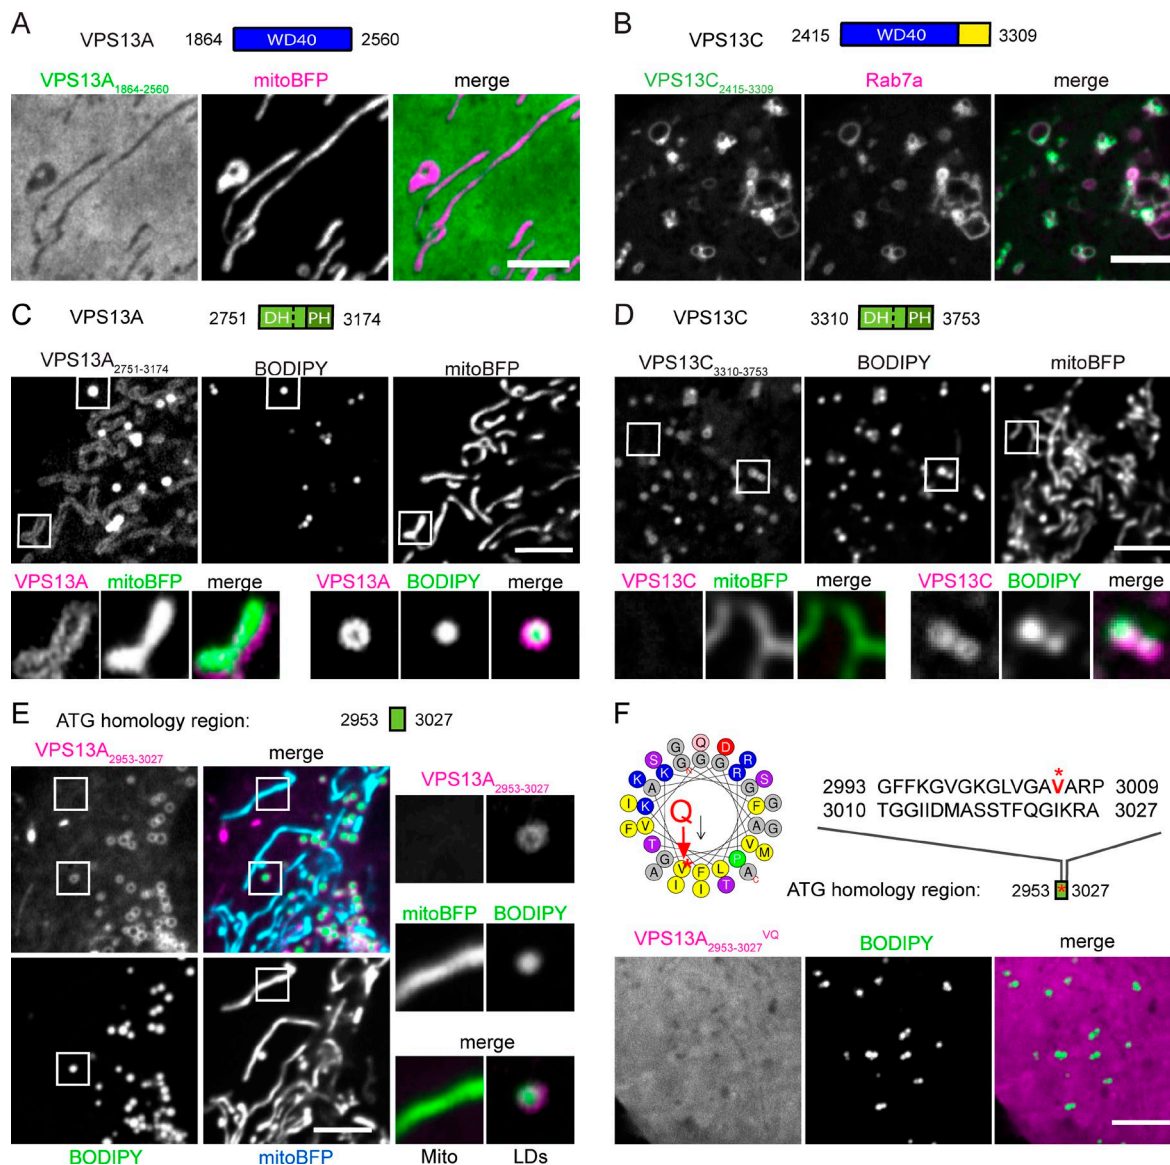 A
VPS13A 1864 WD40 2560
VPS13A1864-2560 mitoBFP merge
B
VPS13C 2415 WD40 3309
VPS13C2415-3309 Rab7a merge
C
VPS13A 2751 DH PH 3174
VPS13A2751-3174 BODIPY mitoBFP
VPS13A mitoBFP merge VPS13A BODIPY merge
D
VPS13C 3310 DH PH 3753
VPS13C3310-3753 BODIPY mitoBFP
VPS13C mitoBFP merge VPS13C BODIPY merge
E
ATG homology region: 2953 3027
VPS13A2953-3027 merge
VPS13A2953-3027
mitoBFP BODIPY
merge
BODIPY mitoBFP Mito LDs
F
Q
2993 GFFKGVGKGLVGAVARP 3009
3010 TGGIIDMASSTFQGIKRA 3027
ATG homology region: 2953 * 3027
VPS13A2953-3027VQ BODIPY merge